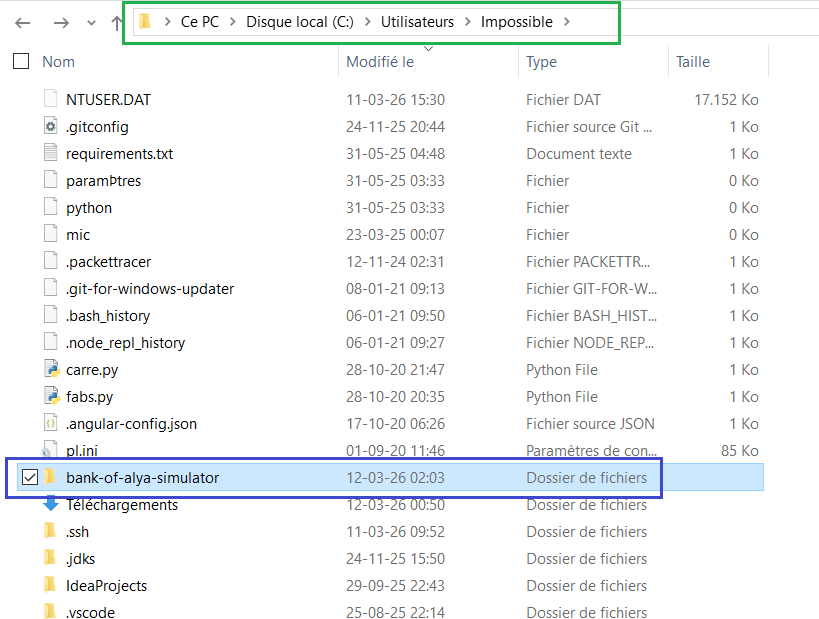 Ce PC > Disque local (C:) > Utilisateurs > Impossible >
Nom Modifié le Type Taille
NTUSER.DAT 11-03-26 15:30 Fichier DAT 17.152 Ko
.gitconfig 24-11-25 20:44 Fichier source Git ... 1 Ko
requirements.txt 31-05-25 04:48 Document texte 1 Ko
paramÞtres 31-05-25 03:33 Fichier 0 Ko
python 31-05-25 03:33 Fichier 0 Ko
mic 23-03-25 00:07 Fichier 0 Ko
.packettracer 12-11-24 02:31 Fichier PACKETTR... 1 Ko
.git-for-windows-updater 08-01-21 09:13 Fichier GIT-FOR-W... 1 Ko
.bash_history 06-01-21 09:50 Fichier BASH_HIST... 1 Ko
.node_repl_history 06-01-21 09:27 Fichier NODE_REP... 1 Ko
carre.py 28-10-20 21:47 Python File 1 Ko
fabs.py 28-10-20 20:35 Python File 1 Ko
.angular-config.json 17-10-20 06:26 Fichier source JSON 1 Ko
pl.ini 01-09-20 11:46 Paramètres de con... 85 Ko
bank-of-alya-simulator 12-03-26 02:03 Dossier de fichiers
Téléchargements 12-03-26 00:50 Dossier de fichiers
.ssh 11-03-26 09:52 Dossier de fichiers
.jdks 24-11-25 15:50 Dossier de fichiers
IdeaProjects 29-09-25 22:43 Dossier de fichiers
.vscode 25-08-25 22:14 Dossier de fichiers